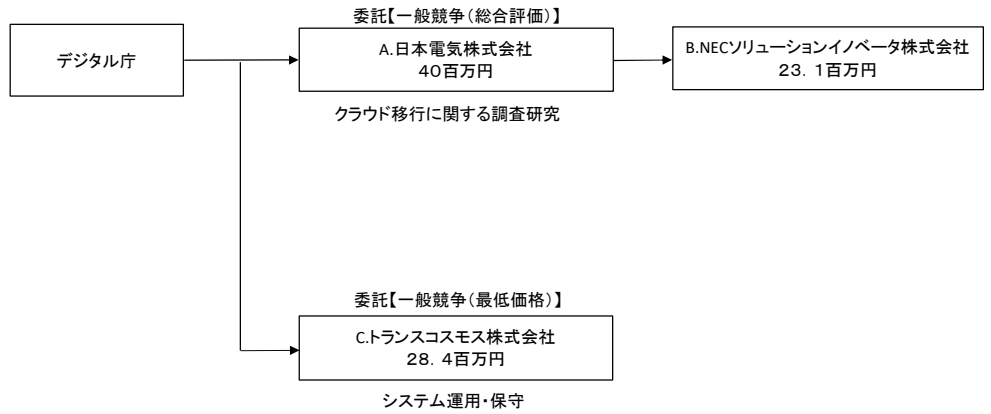 委託【一般競争（総合評価）】
デジタル庁
A.日本電気株式会社
40百万円
B.NECソリューションイノベータ株式会社
２３．１百万円
クラウド移行に関する調査研究
委託【一般競争（最低価格）】
C.トランスコスモス株式会社
２８．４百万円
システム運用・保守